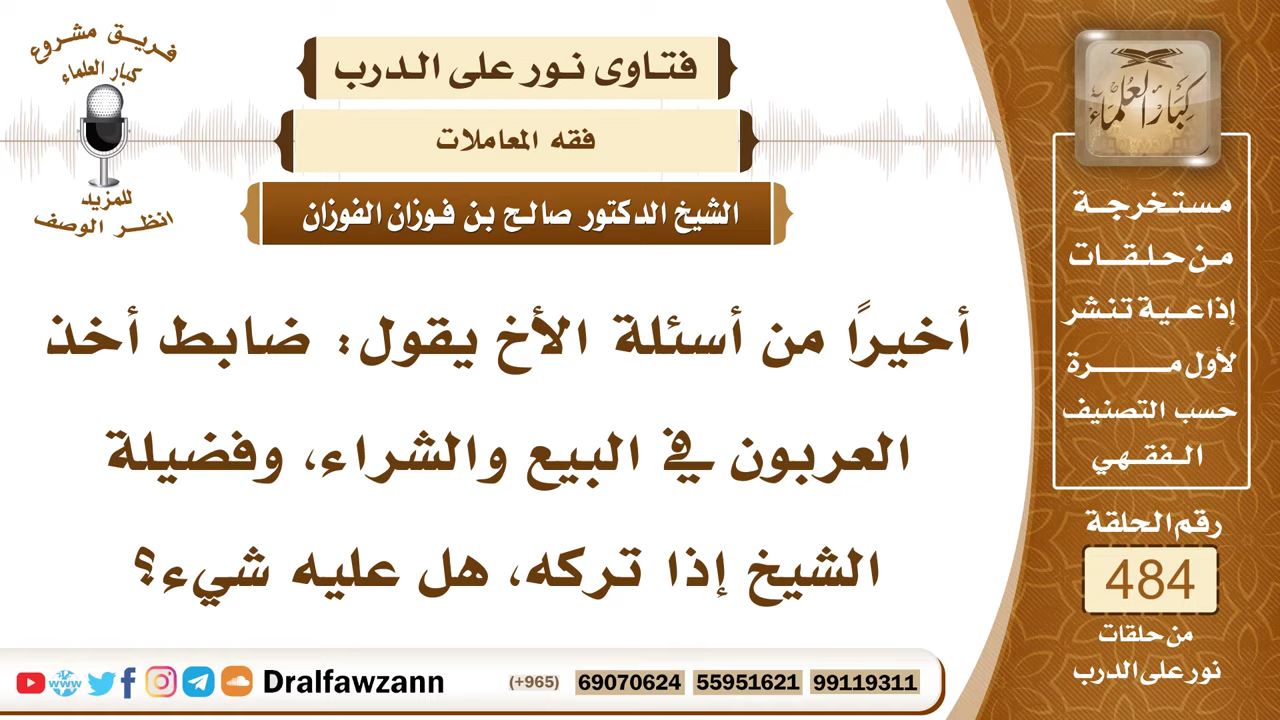 فريق مشروع
كبار العلماء
للمزيد
انظر الوصف
فتاوى نور على الدرب
فقه المعاملات
الشيخ الدكتور صالح بن فوزان الفوزان
أخيرًا من أسئلة الأخ يقول: ضابط أخذ
العربون في البيع والشراء، وفضيلة
الشيخ إذا تركه، هل عليه شيء؟
كبار العلماء
مستخرجة
من حلقات
إذاعية تنشر
لأول مرة
حسب التصنيف
الفقهي
رقم الحلقة
484
من حلقات
نور على الدرب
www
Dralfawzann
(+965) 69070624 55951621 99119311